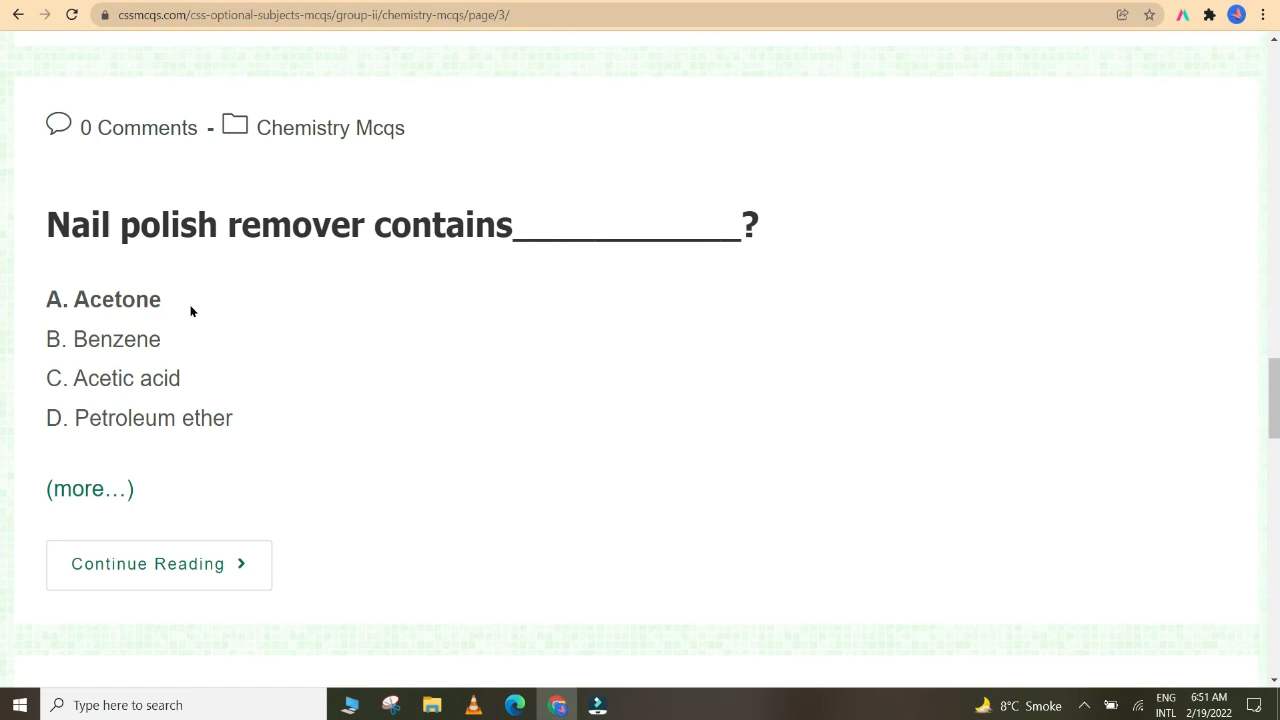 cssmcqs.com/css-optional-subjects-mcqs/group-ii/chemistry-mcqs/page/3/
0 Comments - Chemistry Mcqs
Nail polish remover contains____________?
A. Acetone
B. Benzene
C. Acetic acid
D. Petroleum ether
(more…)
Continue Reading
Type here to search
8°C Smoke
ENG
INTL
6:51 AM
2/19/2022